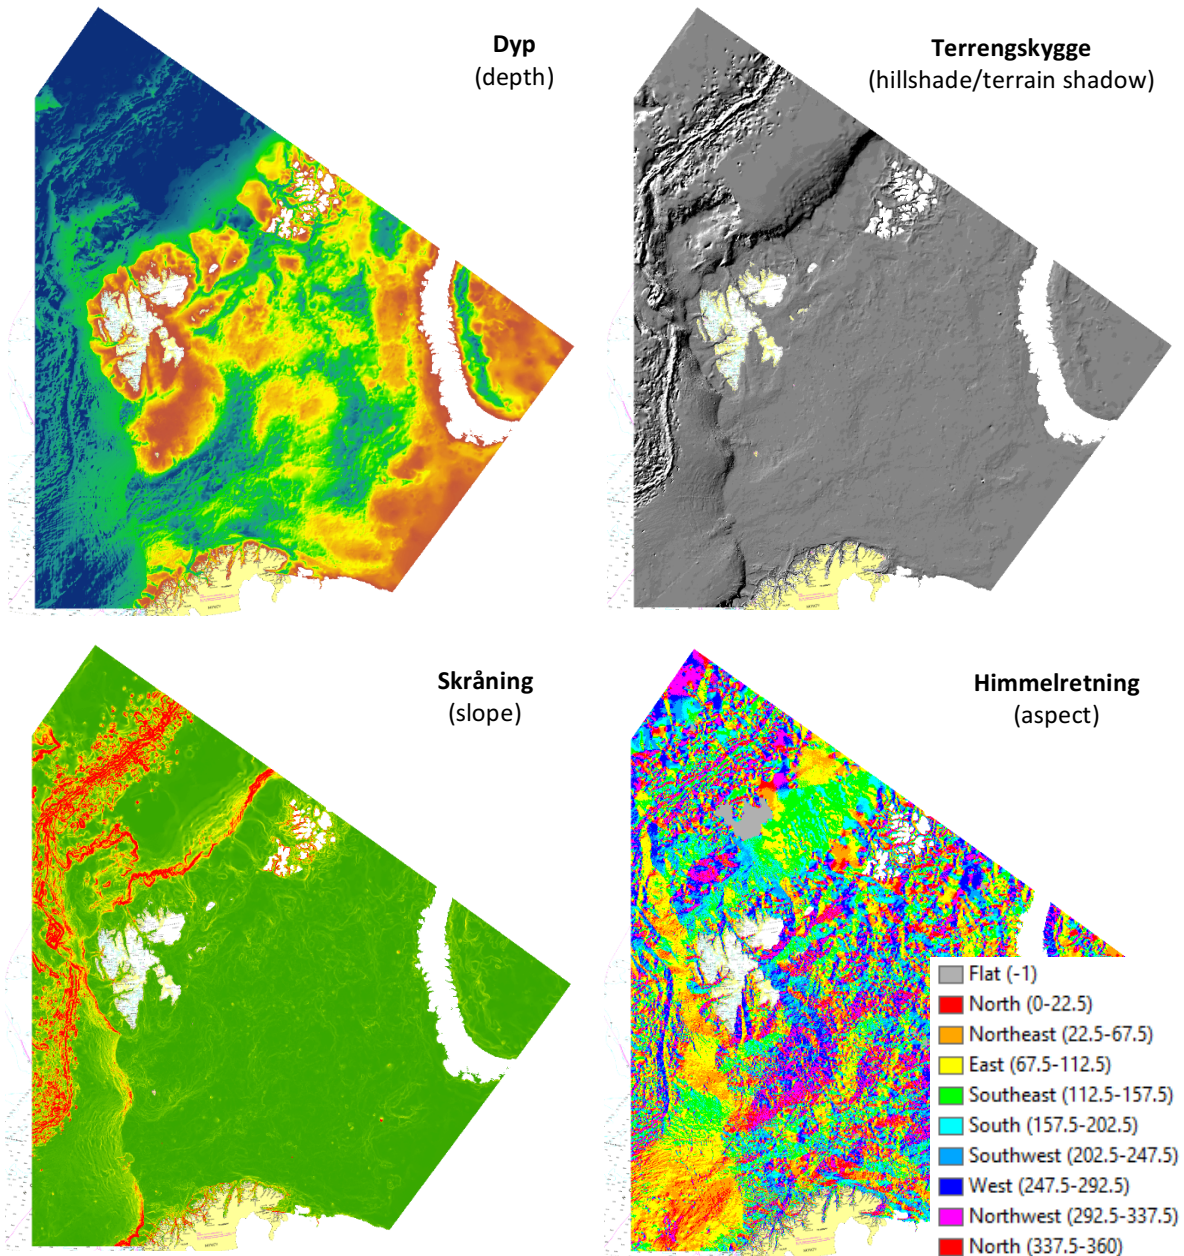 Dyp
(depth)
Terrengskygge
(hillshade/terrain shadow)
Skråning
(slope)
Himmelretning
(aspect)
Flat (-1)
North (0-22.5)
Northeast (22.5-67.5)
East (67.5-112.5)
Southeast (112.5-157.5)
South (157.5-202.5)
Southwest (202.5-247.5)
West (247.5-292.5)
Northwest (292.5-337.5)
North (337.5-360)